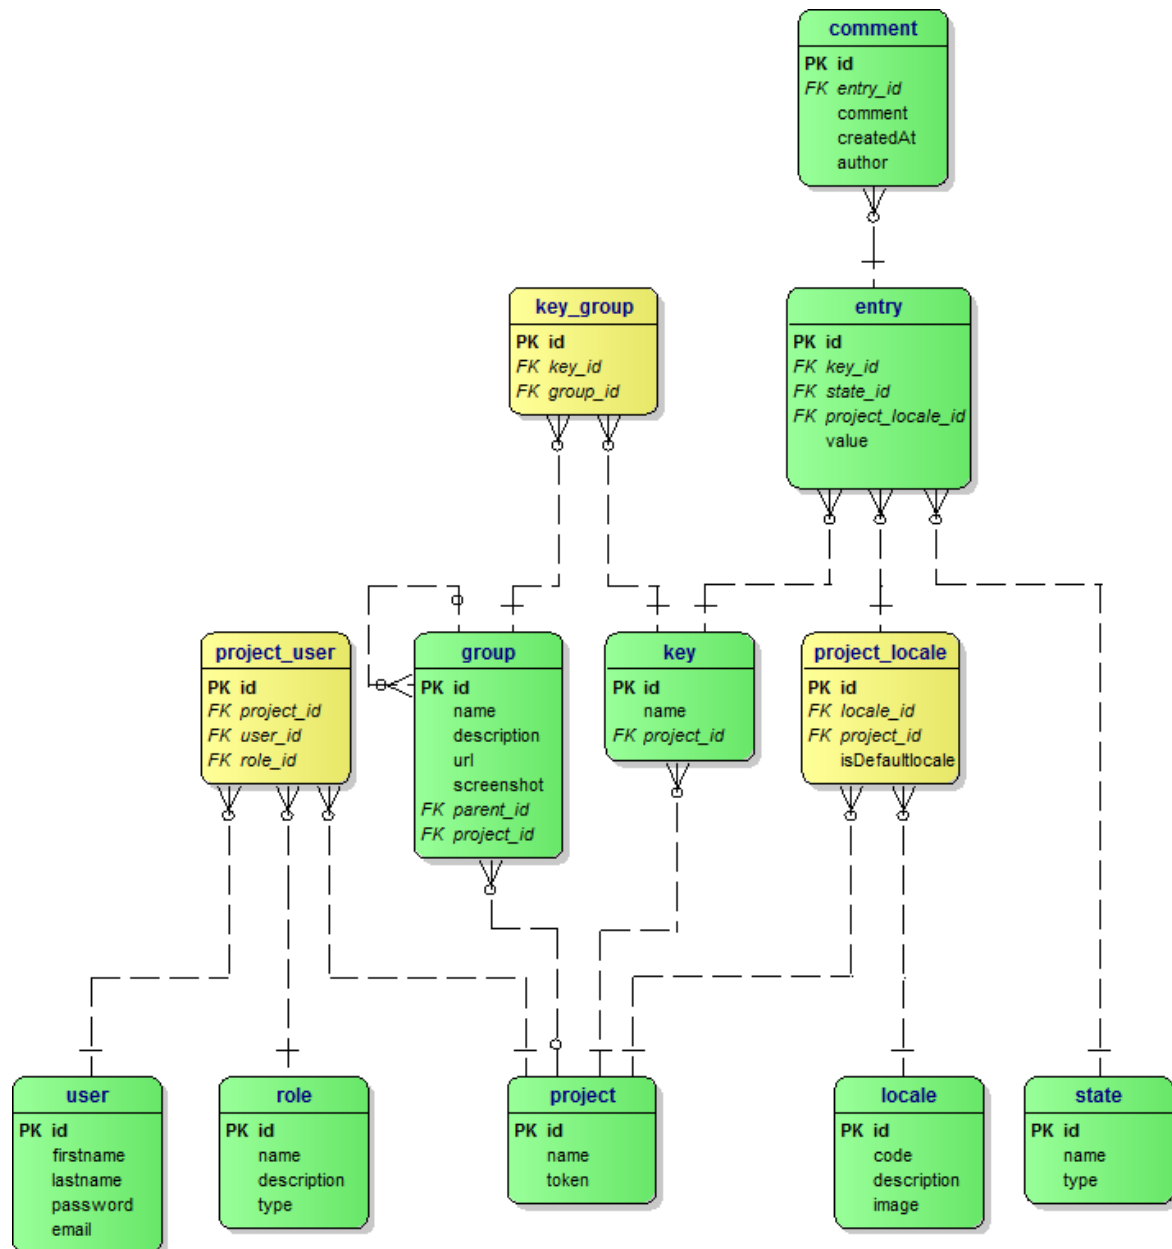 comment
PK id
FK entry_id
comment
createdAt
author
key_group
PK id
FK key_id
FK group_id
entry
PK id
FK key_id
FK state_id
FK project_locale_id
value
project_user
PK id
FK project_id
FK user_id
FK role_id
group
PK id
name
description
url
screenshot
FK parent_id
FK project_id
key
PK id
name
FK project_id
project_locale
PK id
FK locale_id
FK project_id
isDefaultlocale
user
PK id
firstname
lastname
password
email
role
PK id
name
description
type
project
PK id
name
token
locale
PK id
code
description
image
state
PK id
name
type